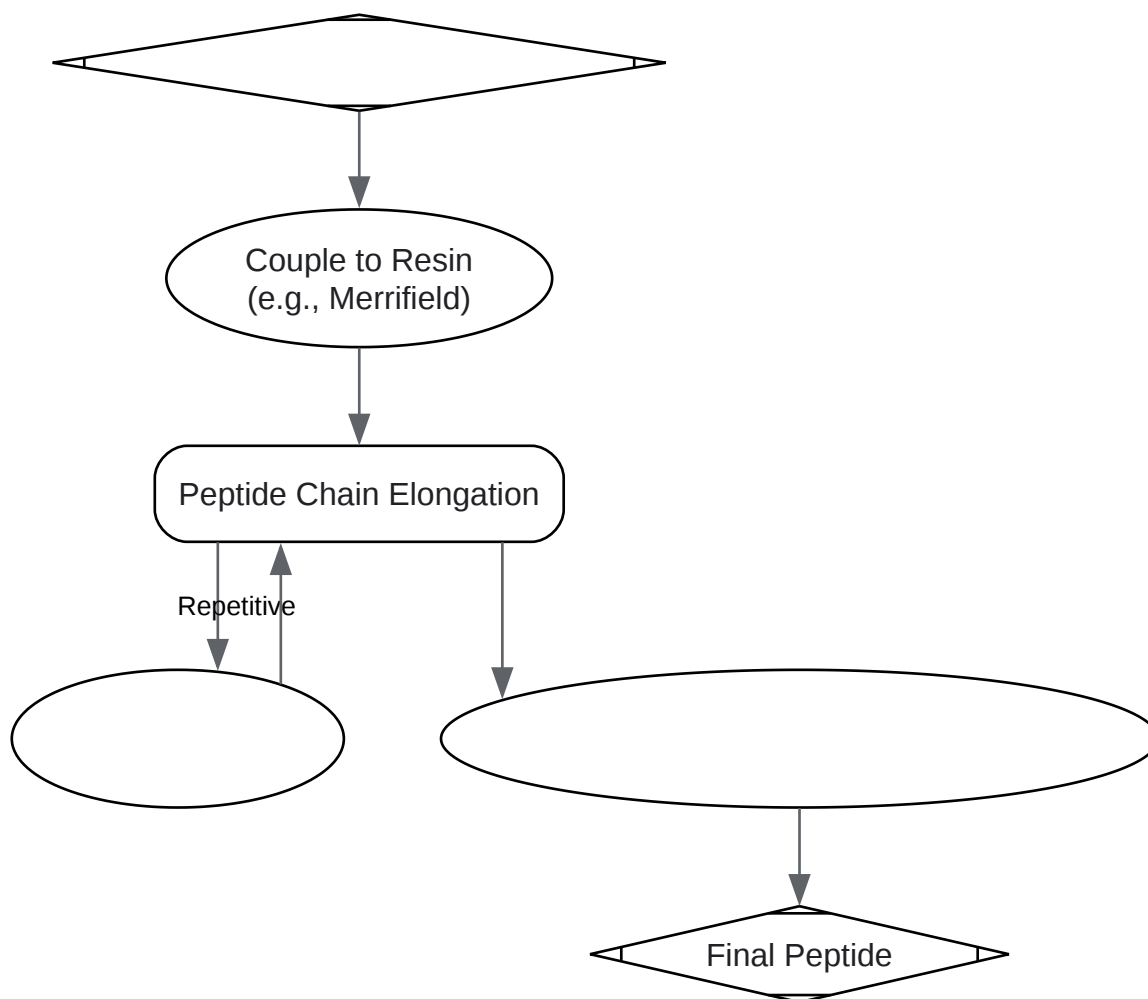 Couple to Resin
(e.g., Merrifield)
Peptide Chain Elongation
Repetitive
Final Peptide